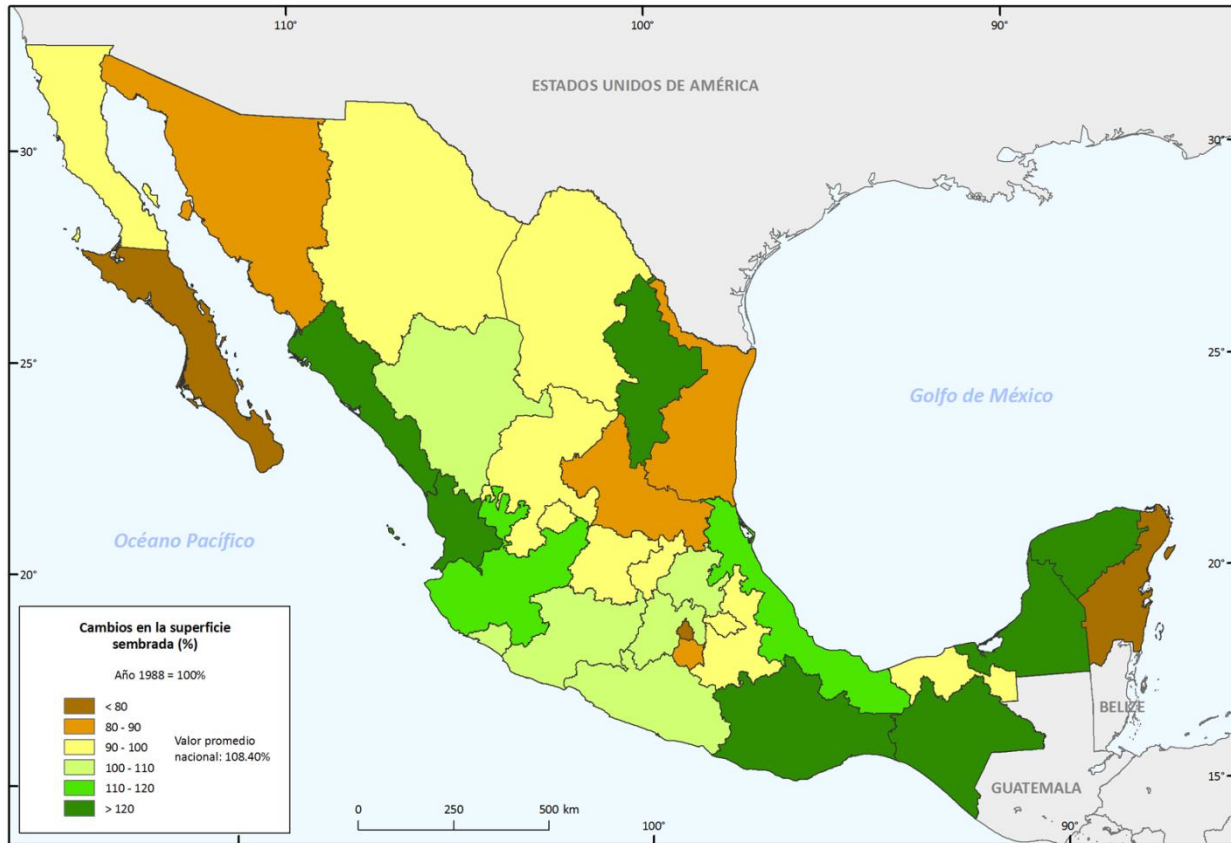 110°
100°
90°
ESTADOS UNIDOS DE AMÉRICA
30°
30°
25°
25°
Golfo de México
Océano Pacífico
20°
20°
Cambios en la superficie
sembrada (%)
Año 1988 = 100%
< 80
80 - 90
90 - 100
100 - 110
110 - 120
> 120
Valor promedio
nacional: 108.40%
BELIZE
GUATEMALA
15°
0 250 500 km
100°
90°